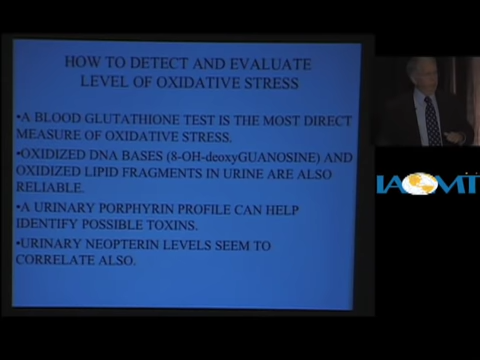 HOW TO DETECT AND EVALUATE
LEVEL OF OXIDATIVE STRESS
•A BLOOD GLUTATHIONE TEST IS THE MOST DIRECT
MEASURE OF OXIDATIVE STRESS.
•OXIDIZED DNA BASES (8-OH-deoxyGUANOSINE) AND
OXIDIZED LIPID FRAGMENTS IN URINE ARE ALSO
RELIABLE.
•A URINARY PORPHYRIN PROFILE CAN HELP
IDENTIFY POSSIBLE TOXINS.
•URINARY NEOPTERIN LEVELS SEEM TO
CORRELATE ALSO.
IAOMT